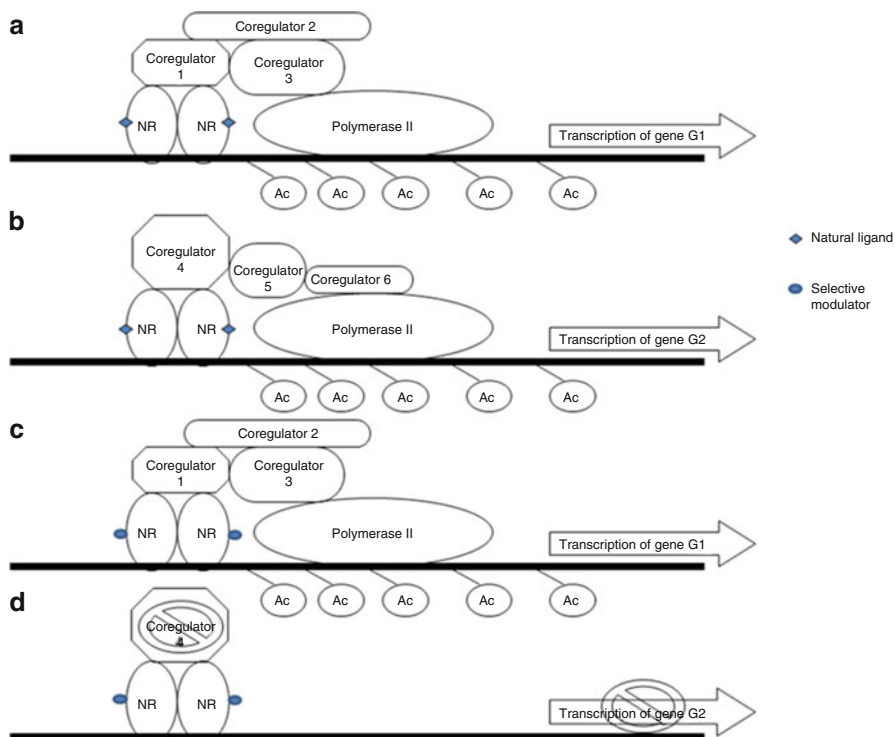 a
Coregulator 2
Coregulator
1
Coregulator
3
NR
NR
Polymerase II
Transcription of gene G1
Ac
Ac
Ac
Ac
Ac
b
Coregulator
4
Coregulator
5
Coregulator 6
NR
NR
Polymerase II
Transcription of gene G2
Ac
Ac
Ac
Ac
Ac
Natural ligand
Selective
modulator
c
Coregulator 2
Coregulator
1
Coregulator
3
NR
NR
Polymerase II
Transcription of gene G1
Ac
Ac
Ac
Ac
Ac
d
Coregulator
4
NR
NR
Transcription of gene G2